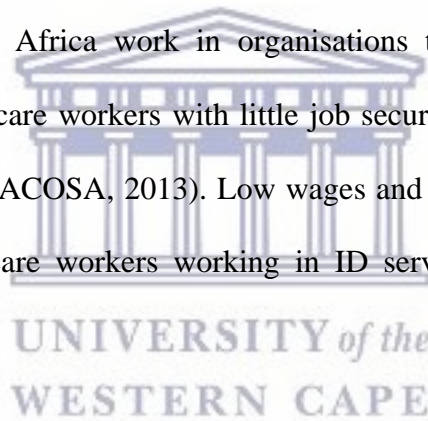 Africa work in organisations t
care workers with little job secur
ACOSA, 2013). Low wages and
are workers working in ID serv
UNIVERSITY of the
WESTERN CAPE